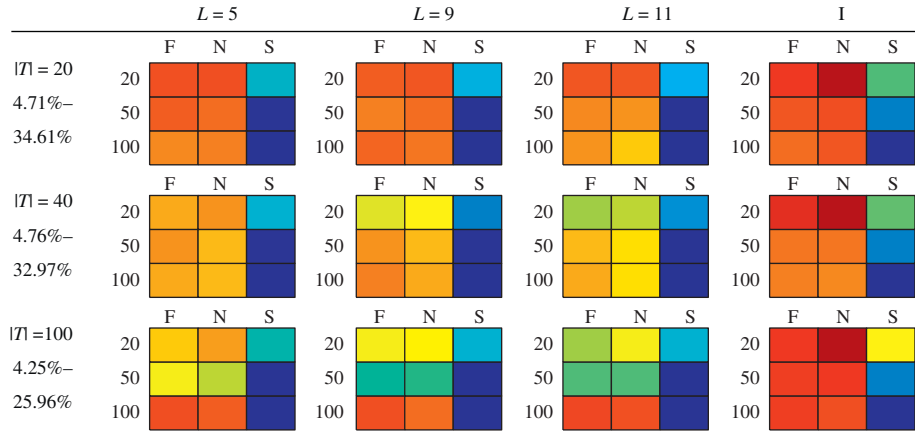 L = 5 L = 9 L = 11 I
F N S F N S F N S F N S
|T| = 20
4.71%–
34.61%
20 20 20 20
50 50 50 50
100 100 100 100
F N S F N S F N S F N S
|T| = 40
4.76%–
32.97%
20 20 20 20
50 50 50 50
100 100 100 100
F N S F N S F N S F N S
|T| =100
4.25%–
25.96%
20 20 20 20
50 50 50 50
100 100 100 100